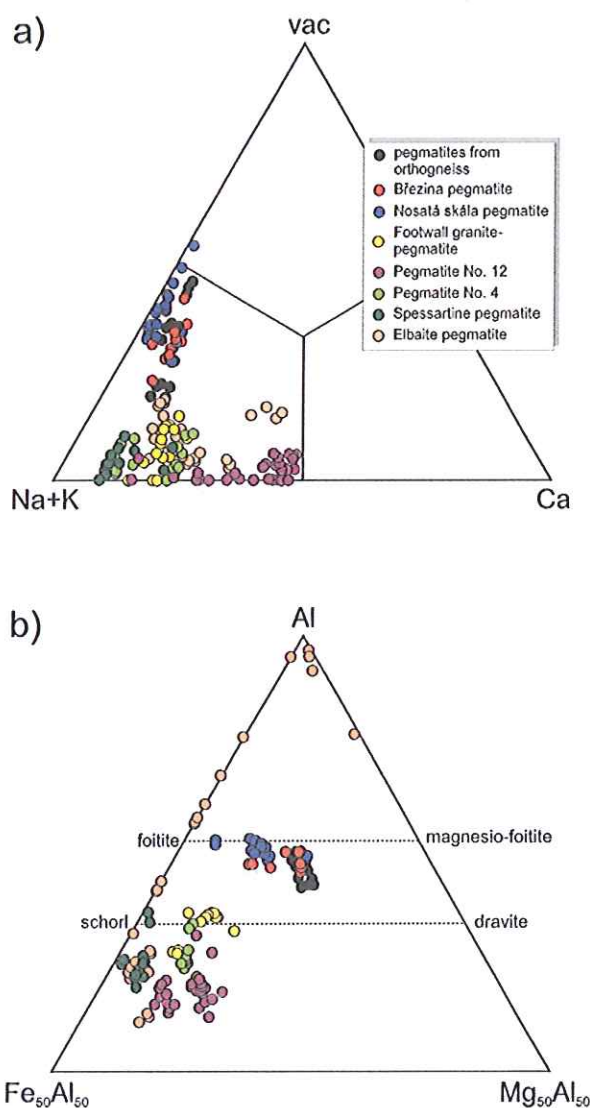 a)
vac
pegmatites from
orthogneiss
Březina pegmatite
Nosatá skála pegmatite
Footwall granite-
pegmatite
Pegmatite No. 12
Pegmatite No. 4
Spessartine pegmatite
Elbaite pegmatite
Na+K
Ca
b)
Al
foitite
magnesio-foitite
schorl
dravite
Fe₅₀Al₅₀
Mg₅₀Al₅₀